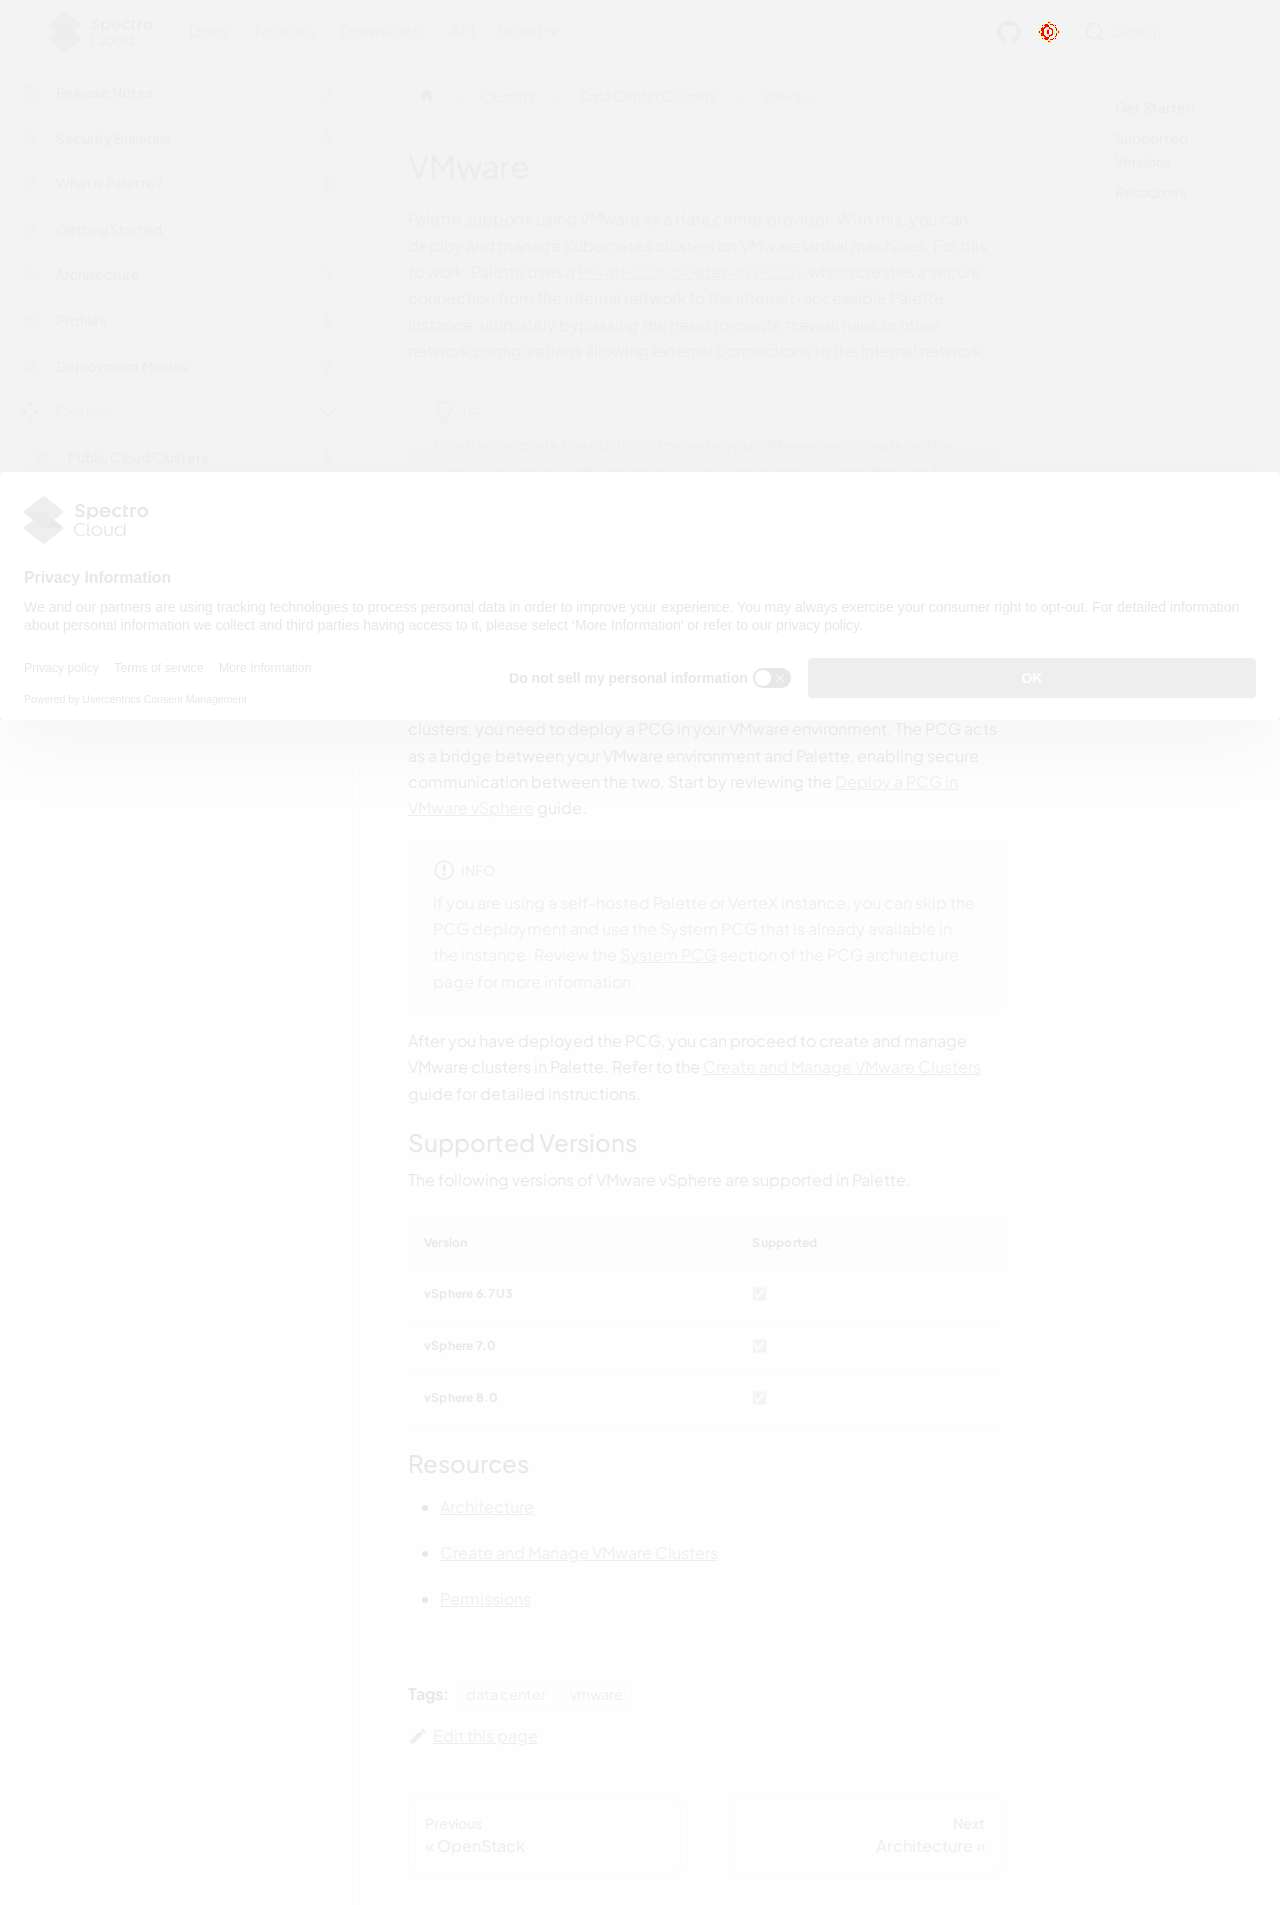 Spectro
Cloud
Docs Tutorials Downloads API latest
Search
Release Notes
Security Bulletins
What is Palette?
Getting Started
Architecture
Profiles
Deployment Modes
Clusters
Public Cloud Clusters
Clusters
Data Center Clusters
VMware
VMware
Palette supports using VMware as a data center provider. With this, you can
deploy and manage Kubernetes clusters on VMware virtual machines. For this
to work, Palette uses a Private Cloud Gateway (PCG), which creates a secure
connection from the internal network to the internet-accessible Palette
instance, ultimately bypassing the need to create firewall rules or other
network configurations allowing external connections to the internal network.
TIP
Palette supports the ability to manage your VMware workloads on the
Get Started
Supported
Versions
Resources
Spectro
Cloud
Privacy Information
We and our partners are using tracking technologies to process personal data in order to improve your experience. You may always exercise your consumer right to opt-out. For detailed information
about personal information we collect and third parties having access to it, please select ‘More Information’ or refer to our privacy policy.
Privacy policy Terms of service More Information
Powered by Usercentrics Consent Management
Do not sell my personal information
OK
clusters, you need to deploy a PCG in your VMware environment. The PCG acts
as a bridge between your VMware environment and Palette, enabling secure
communication between the two. Start by reviewing the Deploy a PCG in
VMware vSphere guide.
INFO
If you are using a self-hosted Palette or VerteX instance, you can skip the
PCG deployment and use the System PCG that is already available in
the instance. Review the System PCG section of the PCG architecture
page for more information.
After you have deployed the PCG, you can proceed to create and manage
VMware clusters in Palette. Refer to the Create and Manage VMware Clusters
guide for detailed instructions.
Supported Versions
The following versions of VMware vSphere are supported in Palette.
Version Supported
vSphere 6.7U3 ✅
vSphere 7.0 ✅
vSphere 8.0 ✅
Resources
Architecture
Create and Manage VMware Clusters
Permissions
Tags: data center vmware
Edit this page
Previous
« OpenStack
Next
Architecture »